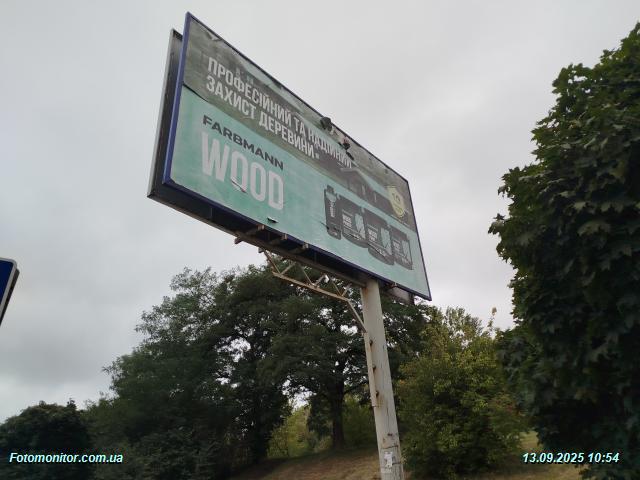 ПРОФЕСІЙНИЙ ТА НАДІЙНИЙ
ЗАХИСТ ДЕРЕВИНИ*
FARBMANN
WOOD
Fotomonitor.com.ua
13.09.2025 10:54